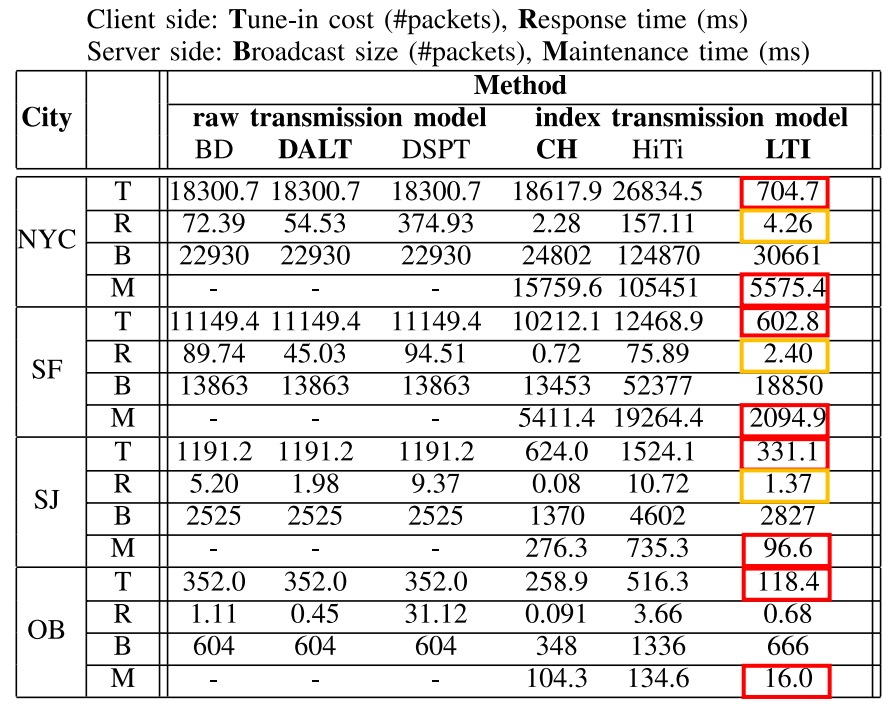 Client side: Tune-in cost (#packets), Response time (ms)
Server side: Broadcast size (#packets), Maintenance time (ms)
City Method
raw transmission model index transmission model
BD DALT DSPT CH HiTi LTI
NYC
T 18300.7 18300.7 18300.7 18617.9 26834.5 704.7
R 72.39 54.53 374.93 2.28 157.11 4.26
B 22930 22930 22930 24802 124870 30661
M - - - 15759.6 105451 5575.4
SF
T 11149.4 11149.4 11149.4 10212.1 12468.9 602.8
R 89.74 45.03 94.51 0.72 75.89 2.40
B 13863 13863 13863 13453 52377 18850
M - - - 5411.4 19264.4 2094.9
SJ
T 1191.2 1191.2 1191.2 624.0 1524.1 331.1
R 5.20 1.98 9.37 0.08 10.72 1.37
B 2525 2525 2525 1370 4602 2827
M - - - 276.3 735.3 96.6
OB
T 352.0 352.0 352.0 258.9 516.3 118.4
R 1.11 0.45 31.12 0.091 3.66 0.68
B 604 604 604 348 1336 666
M - - - 104.3 134.6 16.0